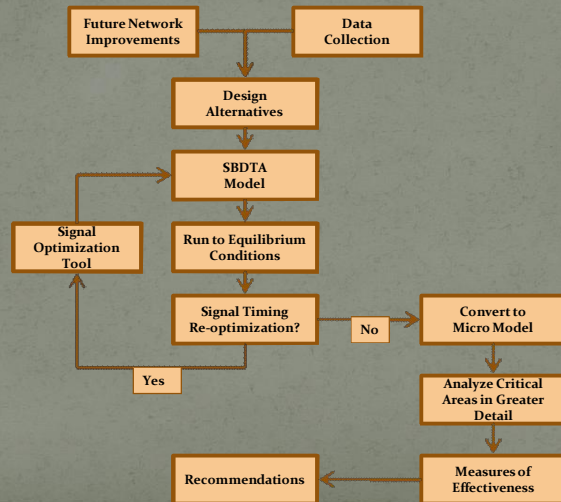 Future Network
Improvements
Data
Collection
Design
Alternatives
SBDTA
Model
Signal
Optimization
Tool
Run to Equilibrium
Conditions
Signal Timing
Re-optimization?
No
Convert to
Micro Model
Yes
Analyze Critical
Areas in Greater
Detail
Recommendations
Measures of
Effectiveness